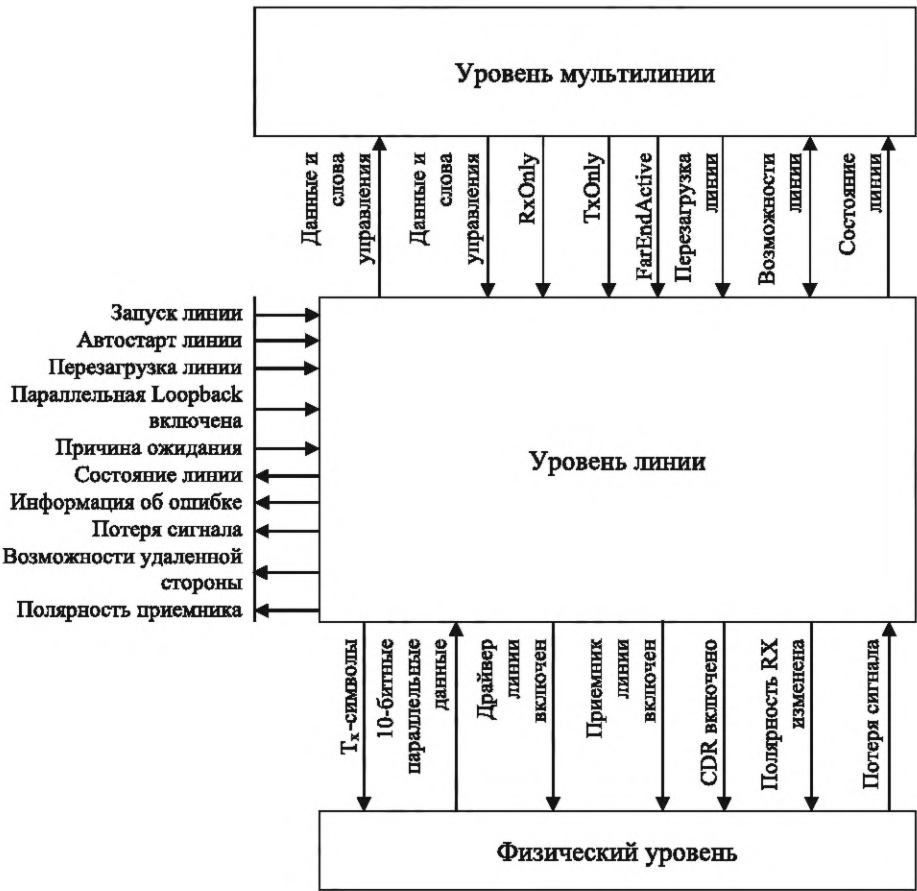 Уровень мультилинии
Данные и
слова
управления
Данные и
слова
управления
RxOnly
TxOnly
FarEndActive
Перезагрузка
линии
Возможности
линии
Состояние
линии
Запуск линии
Автостарт линии
Перезагрузка линии
Параллельная Loopback
включена
Причина ожидания
Состояние линии
Информация об ошибке
Потеря сигнала
Возможности удаленной
стороны
Полярность приемника
Уровень линии
Tx-символы
10-битные
параллельные
данные
Драйвер
линии
включен
Приемник
линии
включен
CDR включено
Полярность RX
изменена
Потеря сигнала
Физический уровень